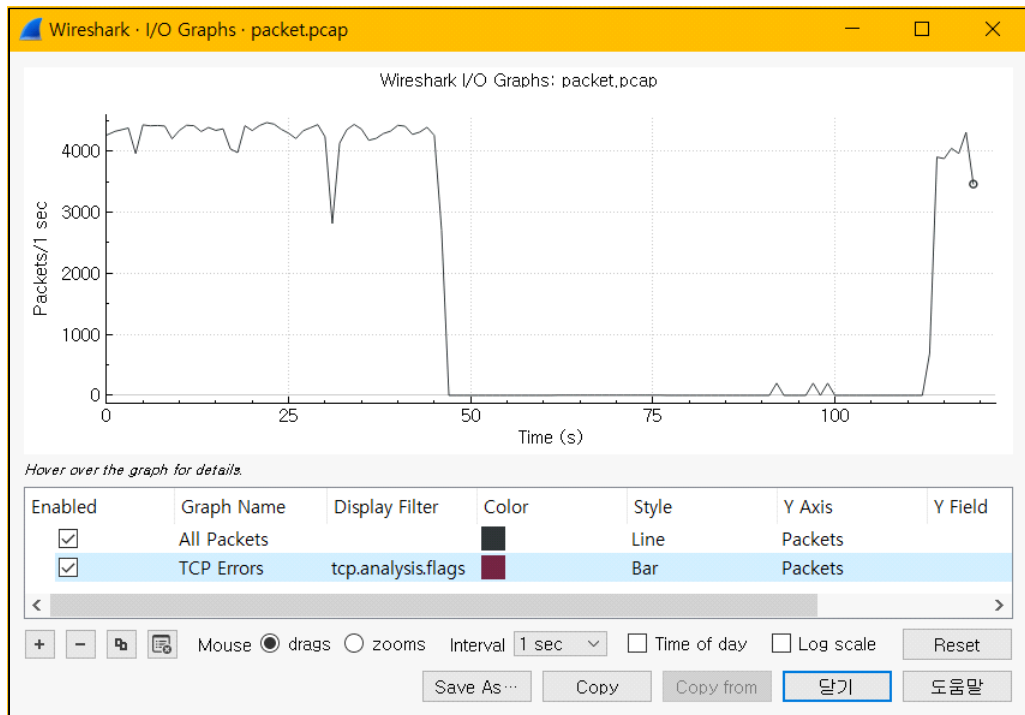 Wireshark · I/O Graphs · packet.pcap
Wireshark I/O Graphs: packet.pcap
Packets/1 sec
4000
3000
2000
1000
0
0 25 50 75 100
Time (s)
Hover over the graph for details.
Enabled Graph Name Display Filter Color Style Y Axis Y Field
All Packets Line Packets
TCP Errors tcp.analysis.flags Bar Packets
+ − Mouse drags zooms Interval 1 sec Time of day Log scale Reset
Save As… Copy Copy from 닫기 도움말